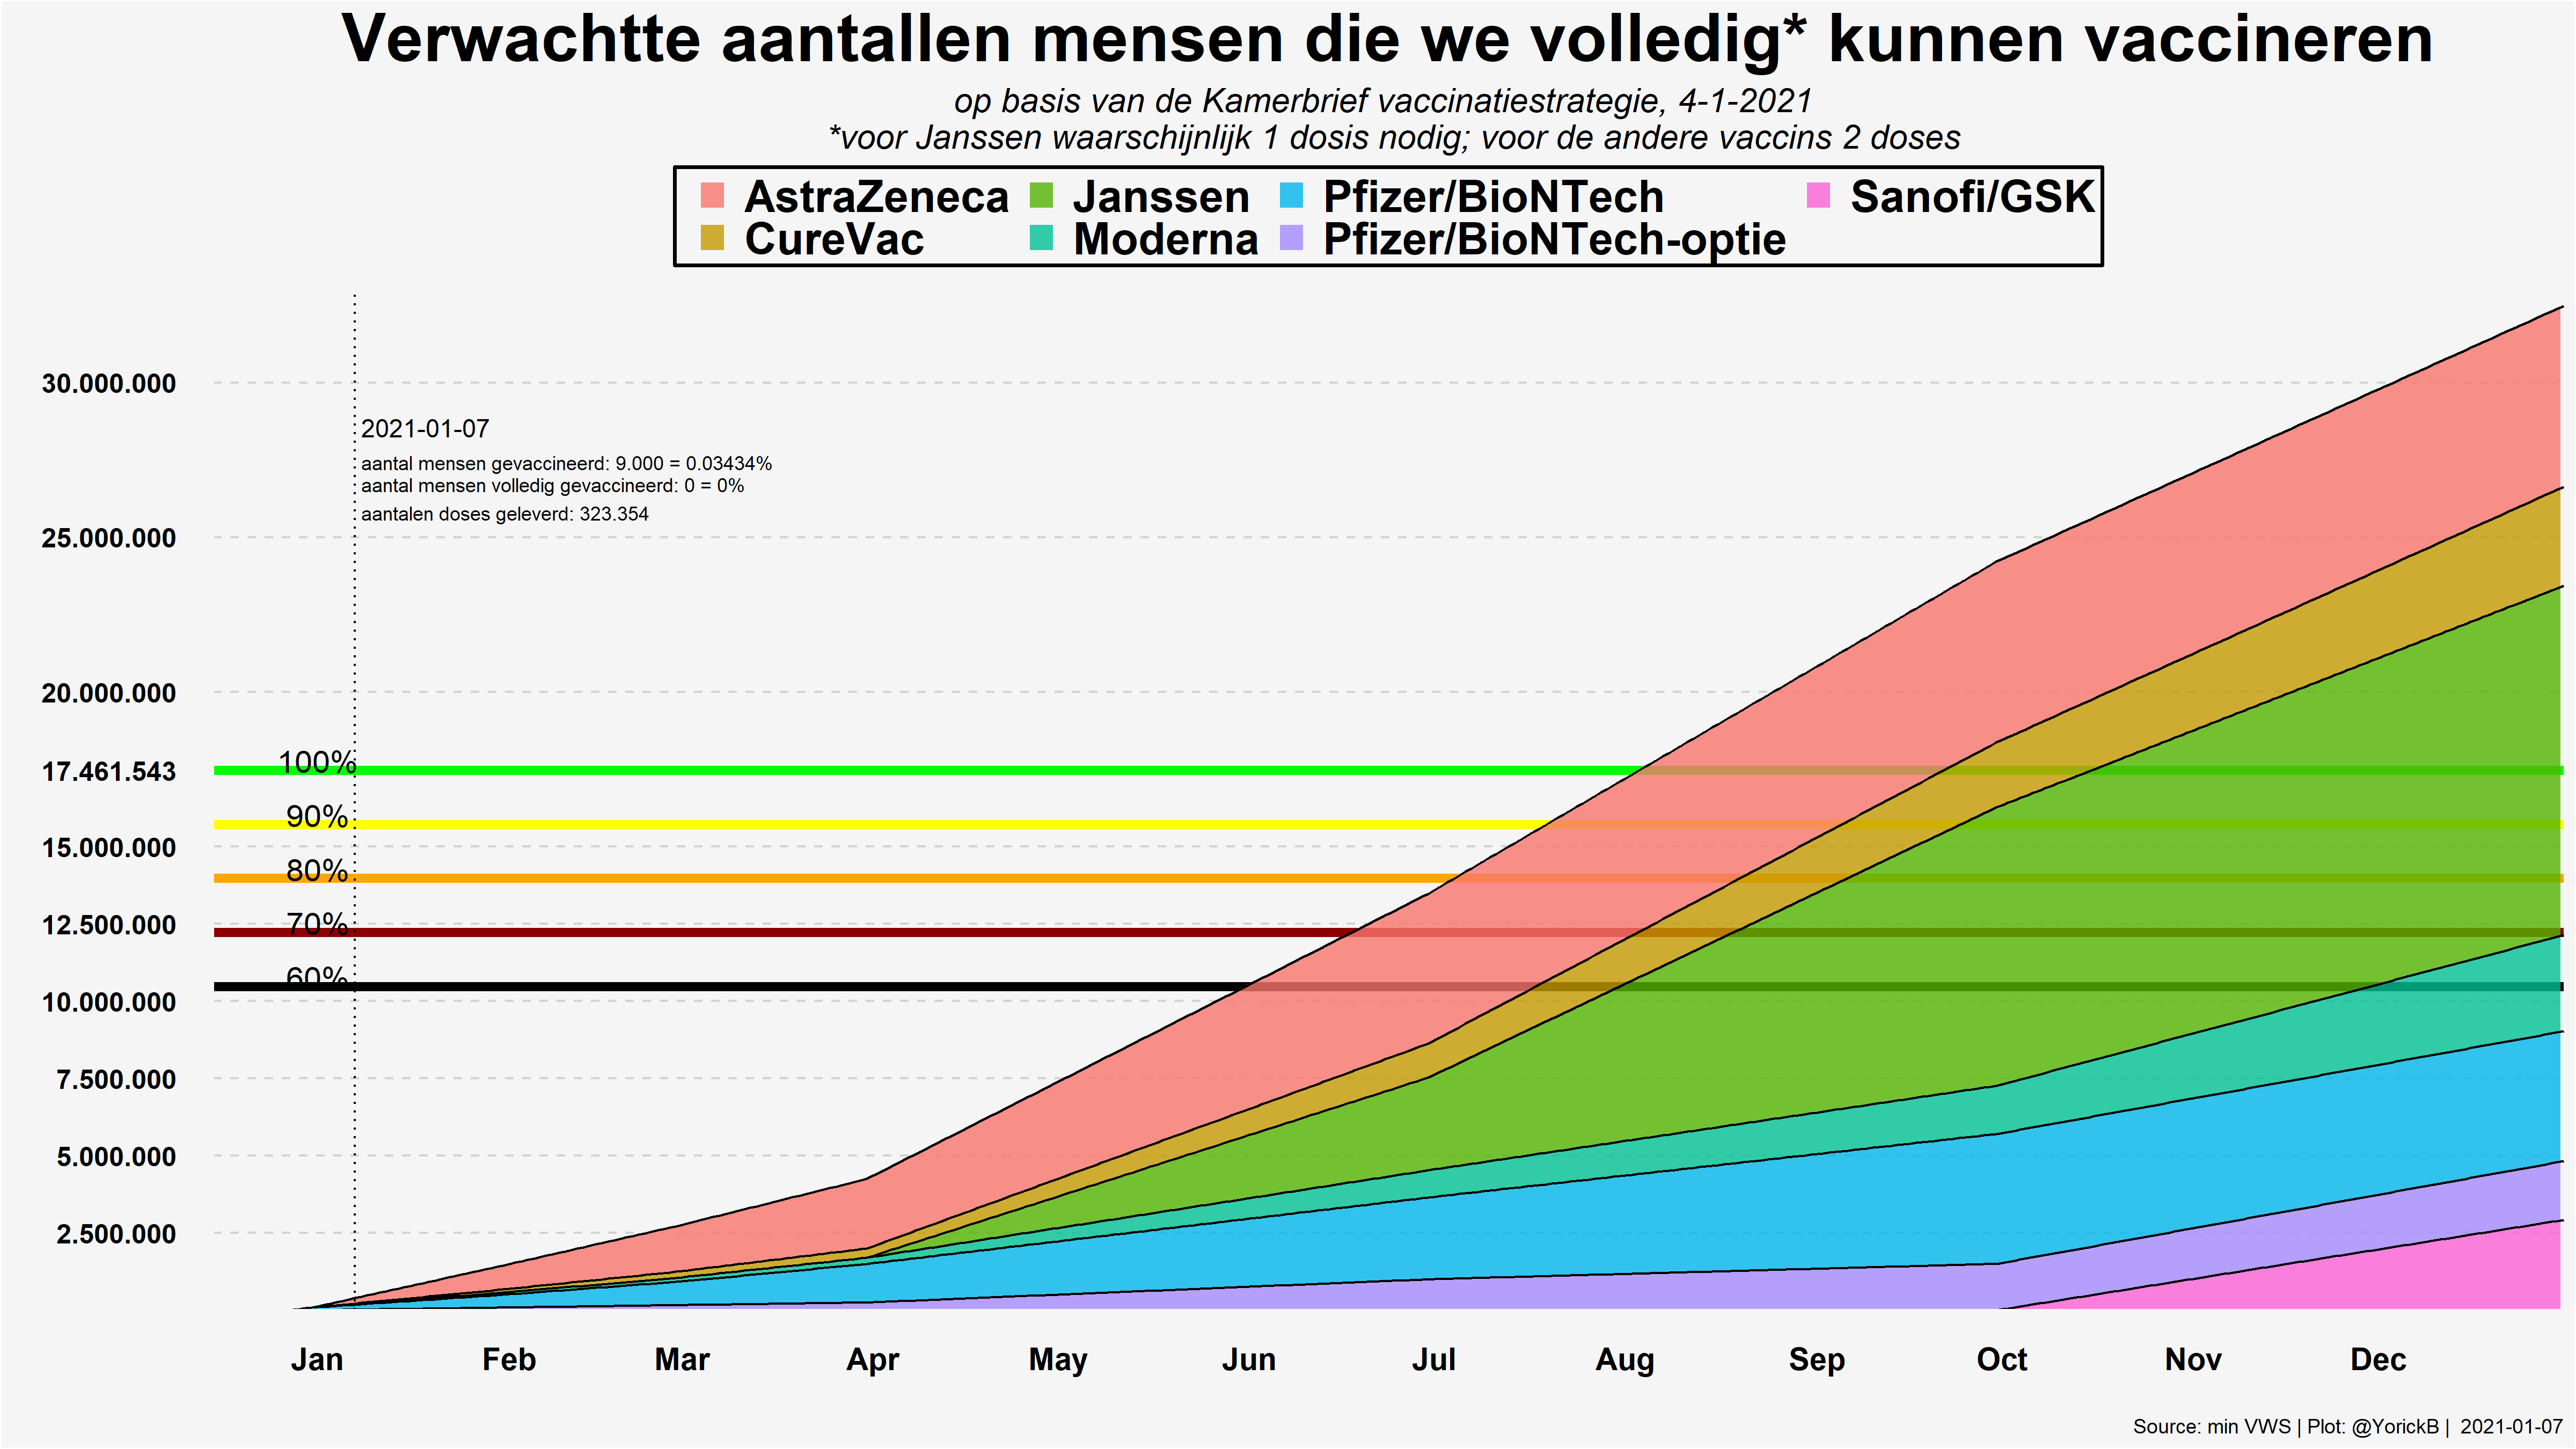 Verwachtte aantallen mensen die we volledig* kunnen vaccineren
op basis van de Kamerbrief vaccinatiestrategie, 4-1-2021
*voor Janssen waarschijnlijk 1 dosis nodig; voor de andere vaccins 2 doses
AstraZeneca Janssen Pfizer/BioNTech Sanofi/GSK
CureVac Moderna Pfizer/BioNTech-optie
30.000.000
2021-01-07
aantal mensen gevaccineerd: 9.000 = 0.03434%
aantal mensen volledig gevaccineerd: 0 = 0%
aantalen doses geleverd: 323.354
25.000.000
20.000.000
17.461.543 100%
90%
15.000.000
80%
12.500.000 70%
60%
10.000.000
7.500.000
5.000.000
2.500.000
Jan Feb Mar Apr May Jun Jul Aug Sep Oct Nov Dec
Source: min VWS | Plot: @YorickB | 2021-01-07